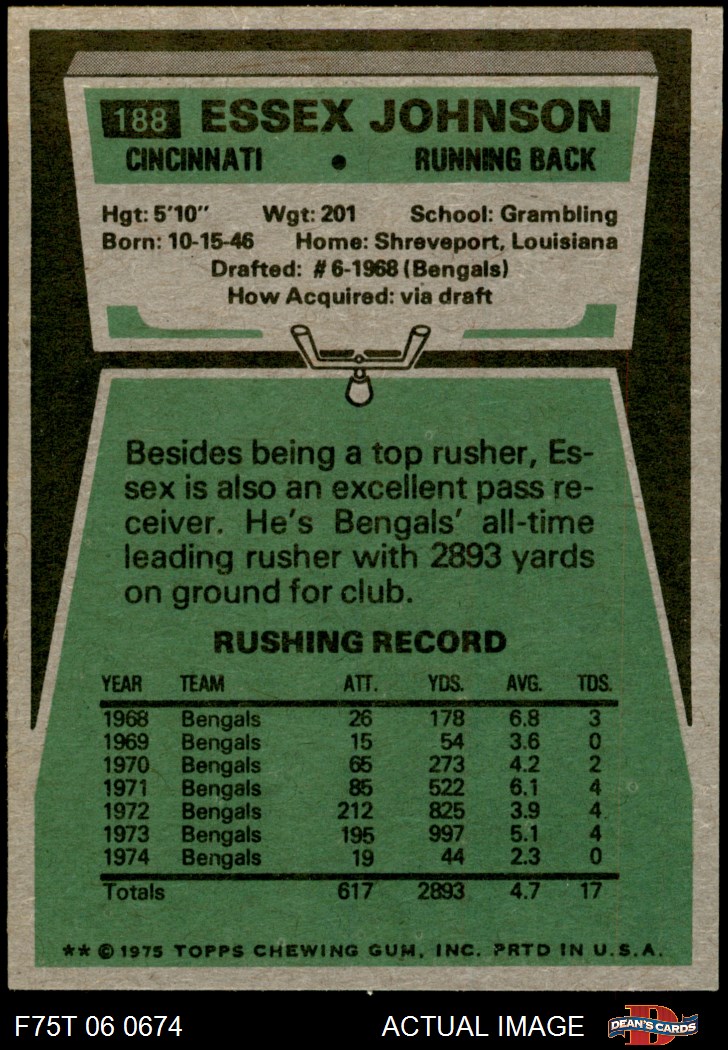 188 ESSEX JOHNSON
CINCINNATI • RUNNING BACK
Hgt: 5'10" Wgt: 201 School: Grambling
Born: 10-15-46 Home: Shreveport, Louisiana
Drafted: #6-1968 (Bengals)
How Acquired: via draft
Besides being a top rusher, Es-
sex is also an excellent pass re-
ceiver. He's Bengals' all-time
leading rusher with 2893 yards
on ground for club.
RUSHING RECORD
YEAR TEAM ATT. YDS. AVG. TDS.
1968 Bengals 26 178 6.8 3
1969 Bengals 15 54 3.6 0
1970 Bengals 65 273 4.2 2
1971 Bengals 85 522 6.1 4
1972 Bengals 212 825 3.9 4
1973 Bengals 195 997 5.1 4
1974 Bengals 19 44 2.3 0
Totals 617 2893 4.7 17
** © 1975 TOPPS CHEWING GUM, INC. PRTD IN U.S.A.
F75T 06 0674 ACTUAL IMAGE D DEAN'S CARDS